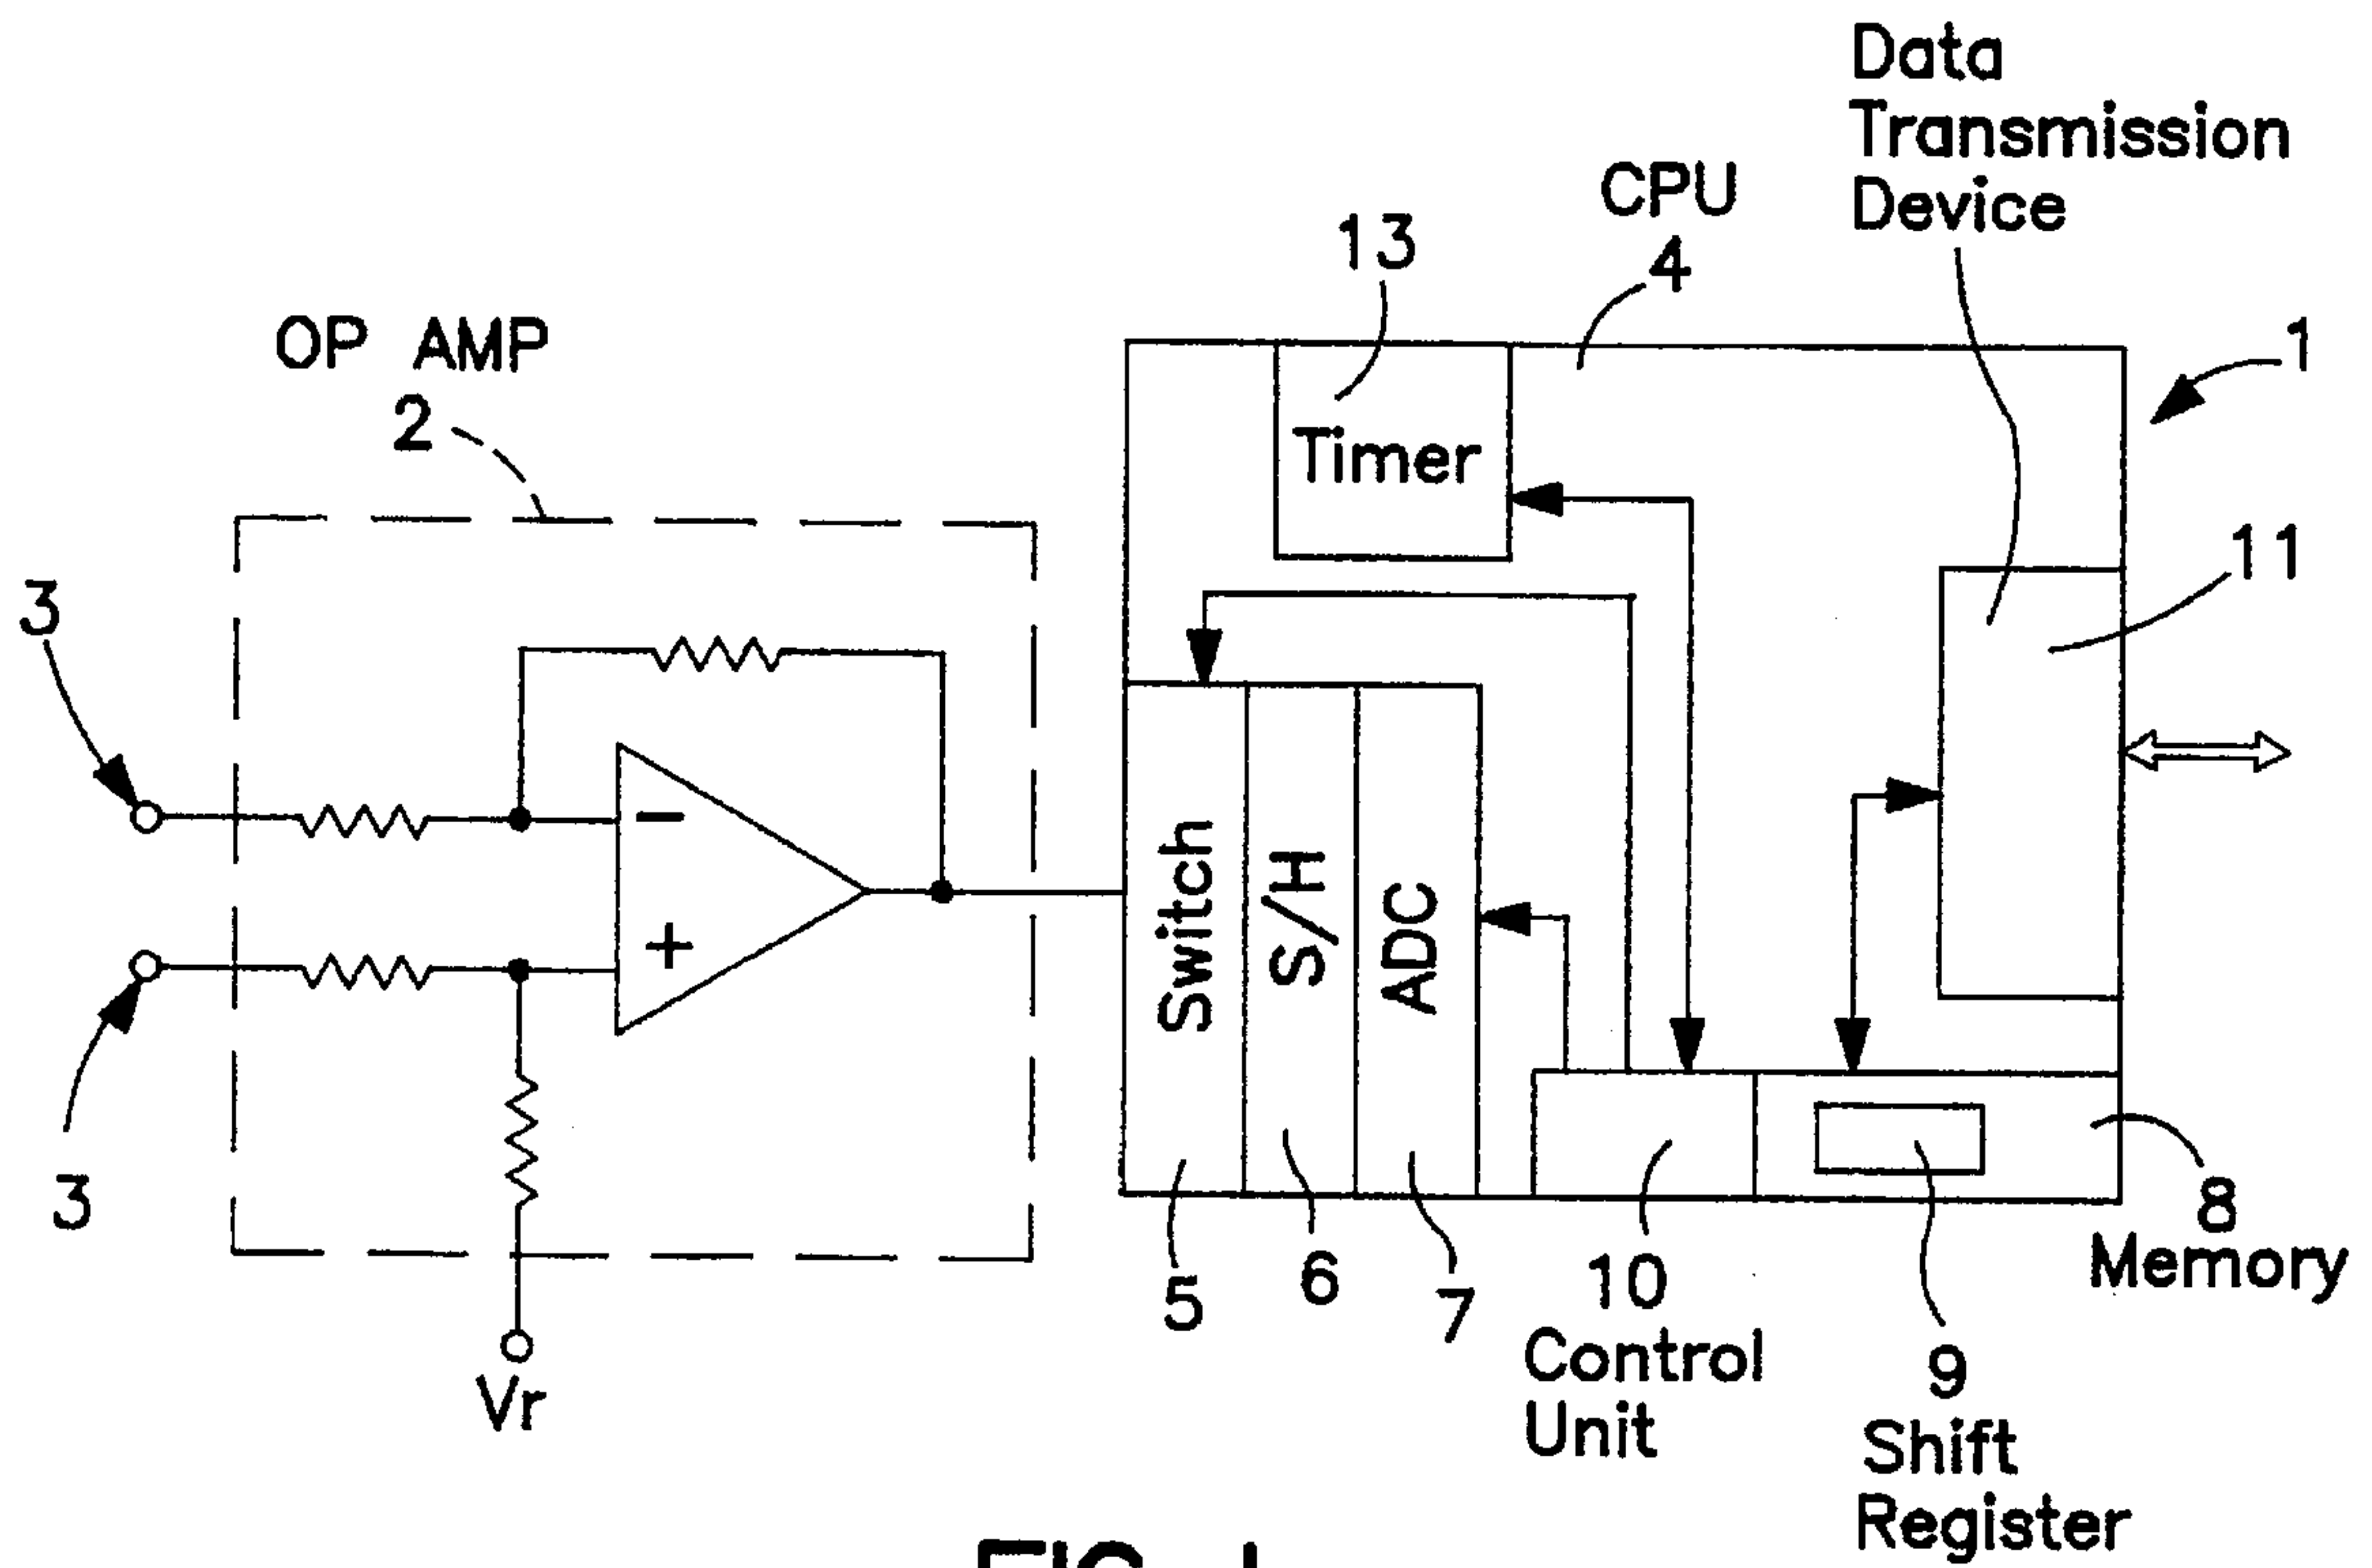 Data
Transmission
Device
CPU
4
13
1
OP AMP
2
Timer
11
3
3
−
+
Switch
S/H
ADC
Vr
5
6
7
10
Control
Unit
9
Shift
Register
8
Memory